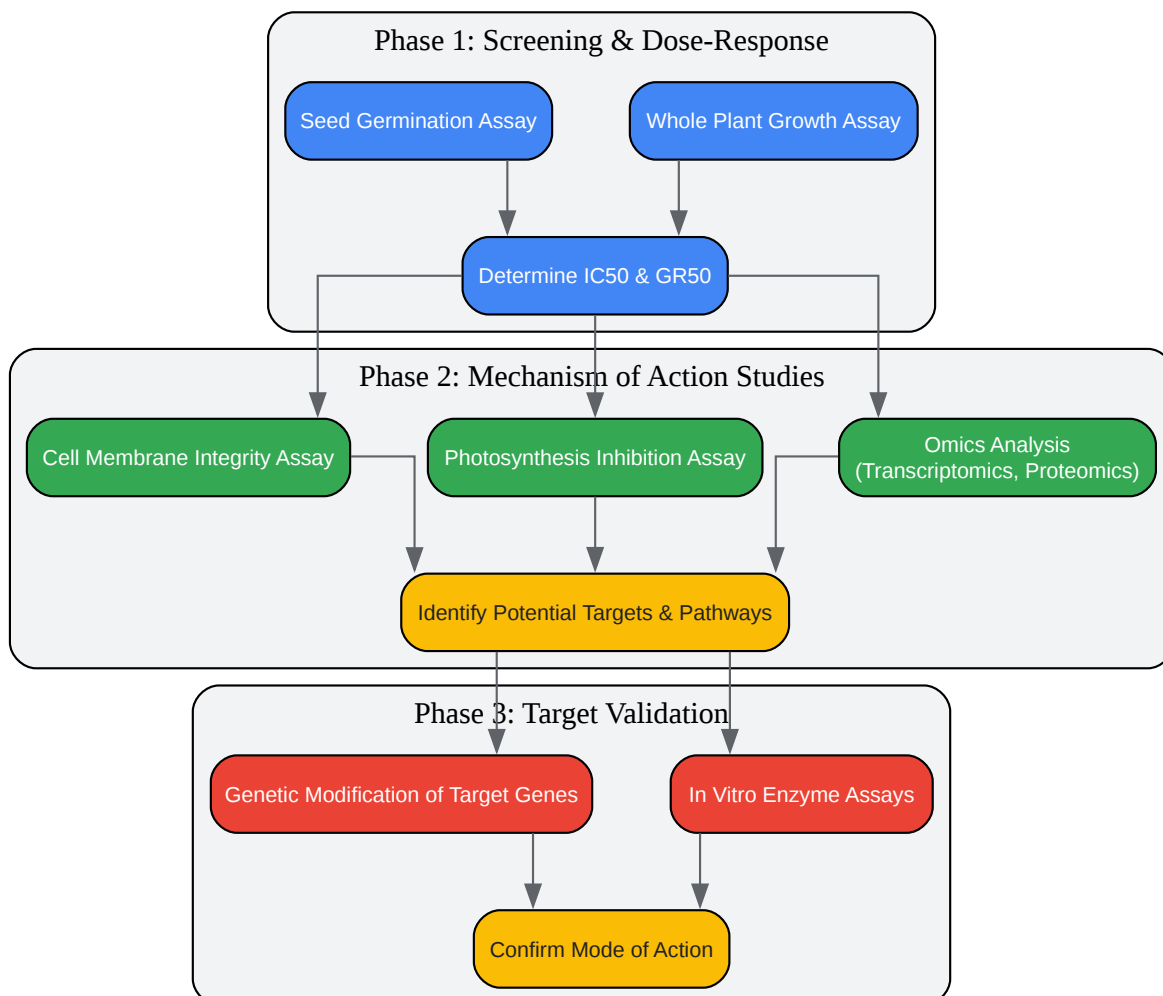 Phase 1: Screening & Dose-Response
Seed Germination Assay
Whole Plant Growth Assay
Determine IC50 & GR50
Phase 2: Mechanism of Action Studies
Cell Membrane Integrity Assay
Photosynthesis Inhibition Assay
Omics Analysis
(Transcriptomics, Proteomics)
Identify Potential Targets & Pathways
Phase 3: Target Validation
Genetic Modification of Target Genes
In Vitro Enzyme Assays
Confirm Mode of Action